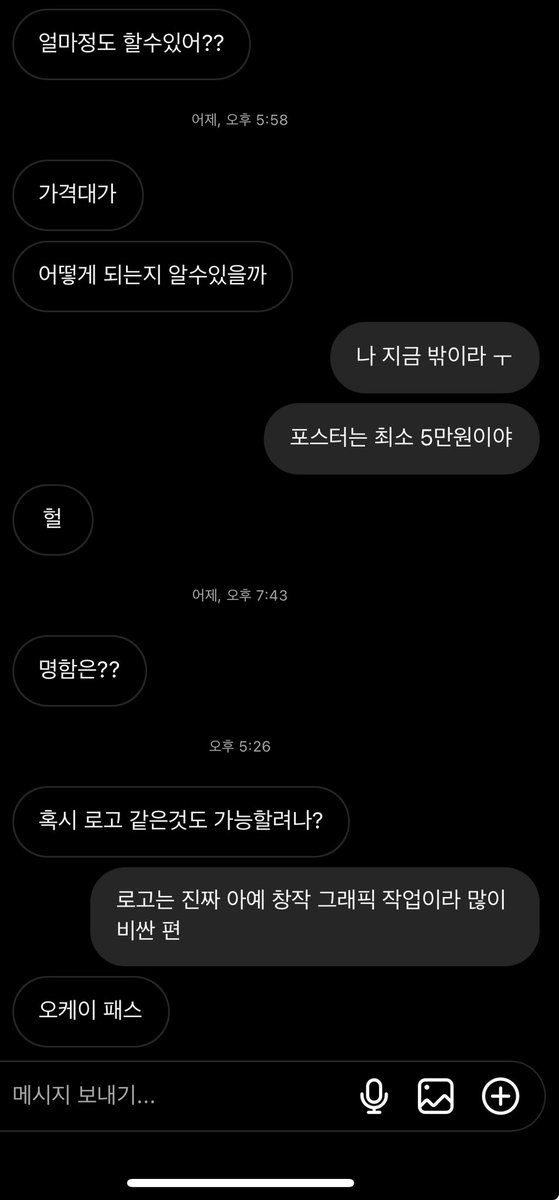 얼마정도 할수있어??
어제, 오후 5:58
가격대가
어떻게 되는지 알수있을까
나 지금 밖이라 ㅜ
포스터는 최소 5만원이야
헐
어제, 오후 7:43
명함은??
오후 5:26
혹시 로고 같은것도 가능할려나?
로고는 진짜 아예 창작 그래픽 작업이라 많이
비싼 편
오케이 패스
메시지 보내기...